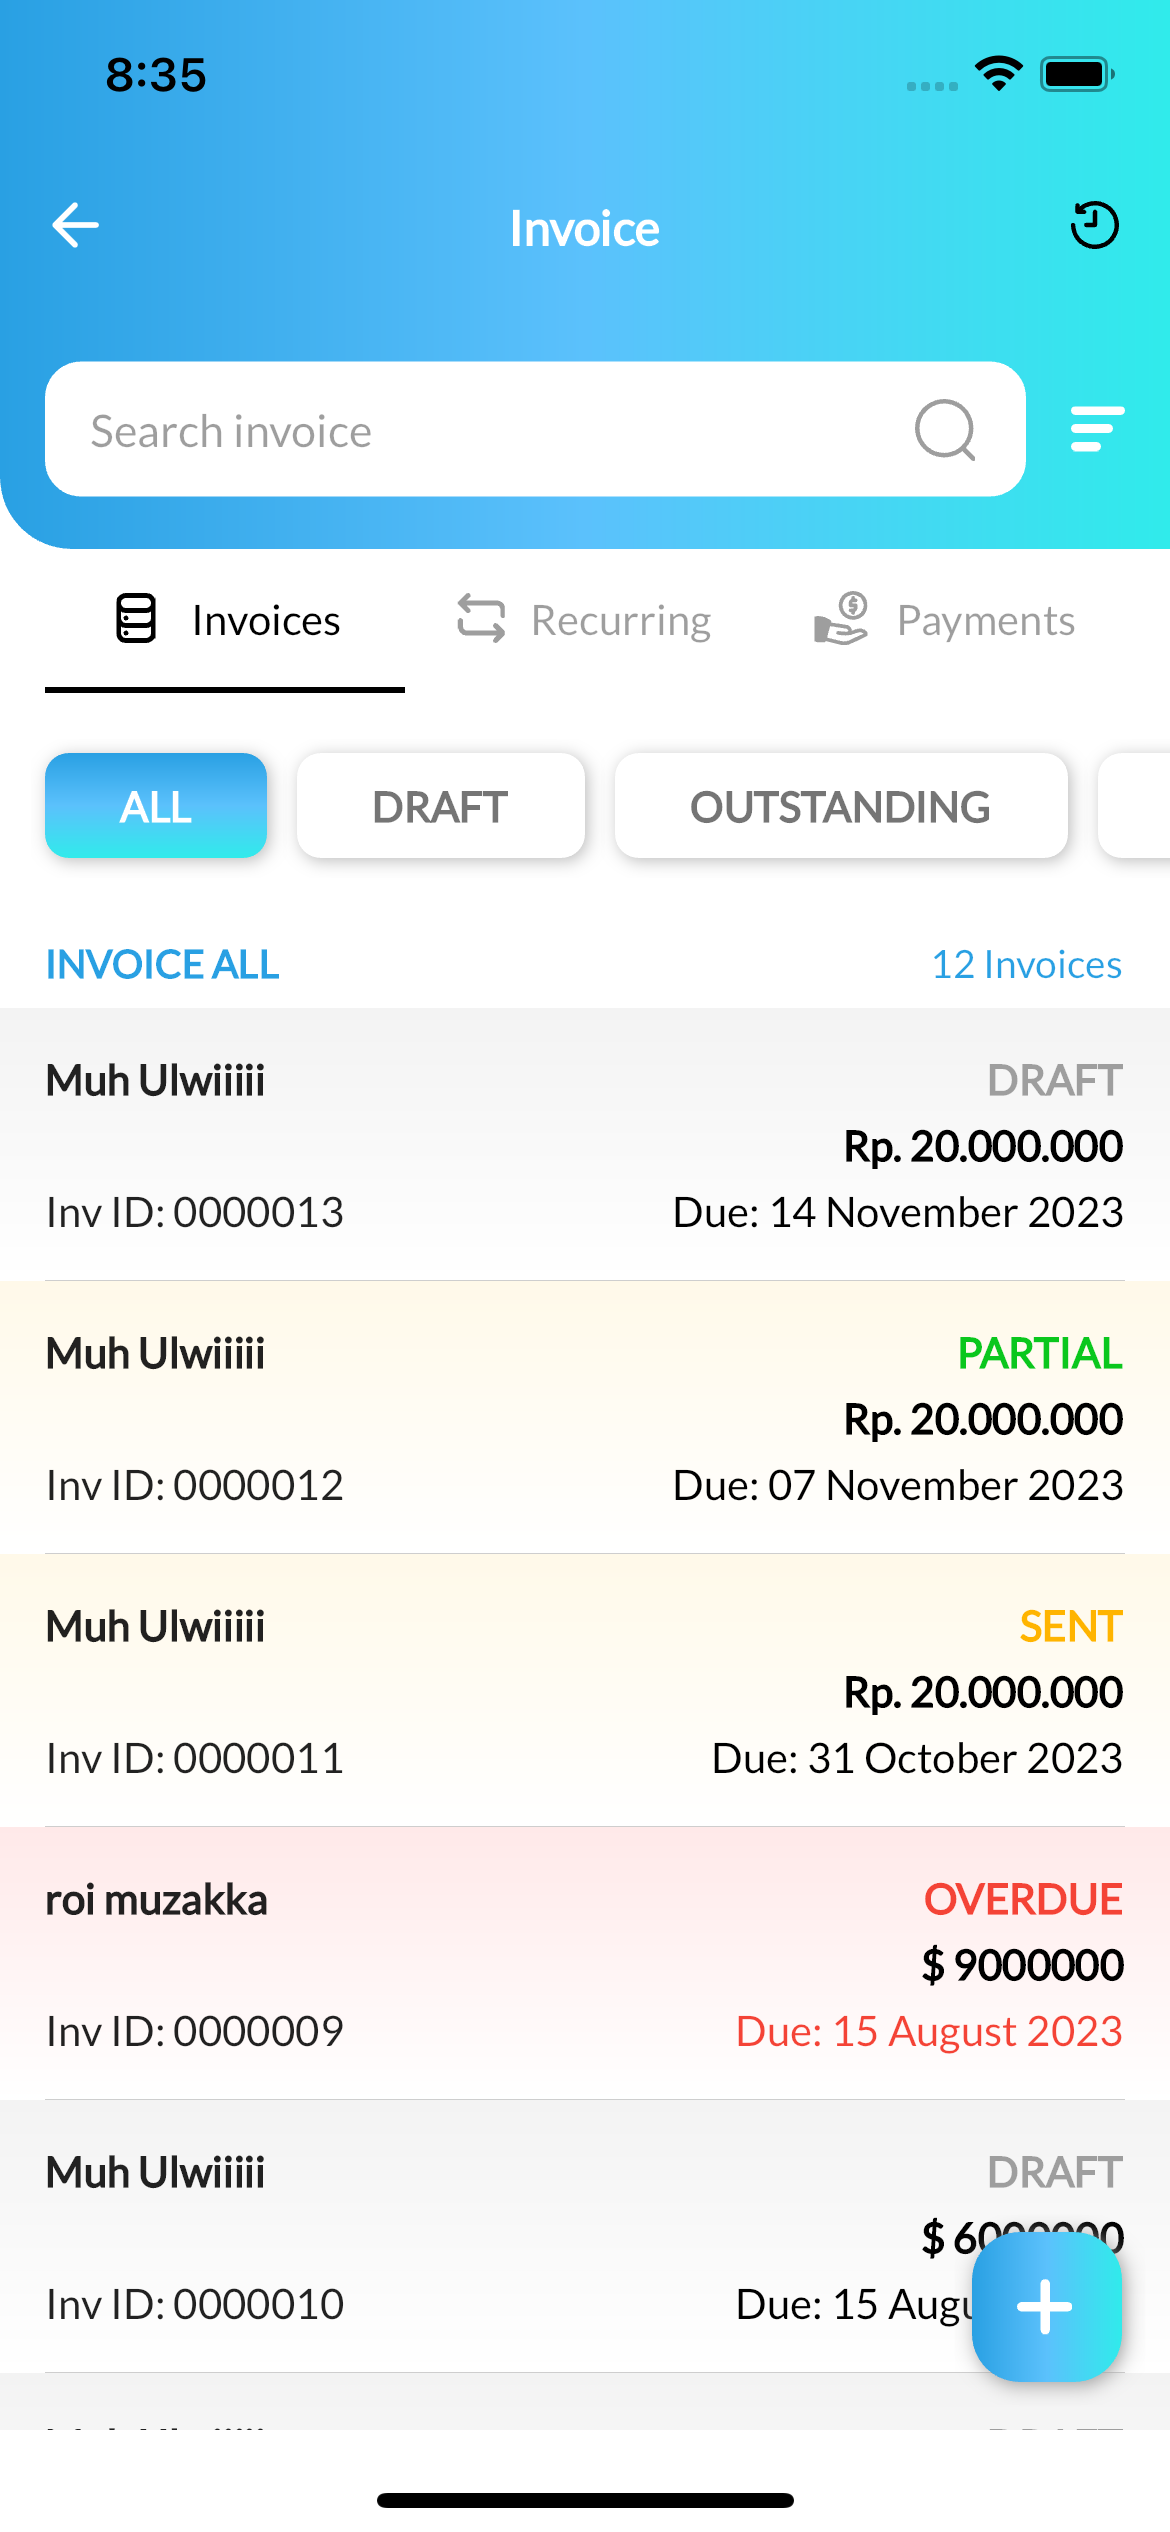 8:35
Invoice
Search invoice
Invoices Recurring Payments
ALL DRAFT OUTSTANDING
INVOICE ALL 12 Invoices
Muh Ulwiiiii DRAFT
Rp. 20.000.000
Inv ID: 0000013 Due: 14 November 2023
Muh Ulwiiiii PARTIAL
Rp. 20.000.000
Inv ID: 0000012 Due: 07 November 2023
Muh Ulwiiiii SENT
Rp. 20.000.000
Inv ID: 0000011 Due: 31 October 2023
roi muzakka OVERDUE
$ 9000000
Inv ID: 0000009 Due: 15 August 2023
Muh Ulwiiiii DRAFT
$
Inv ID: 0000010 Due: 15